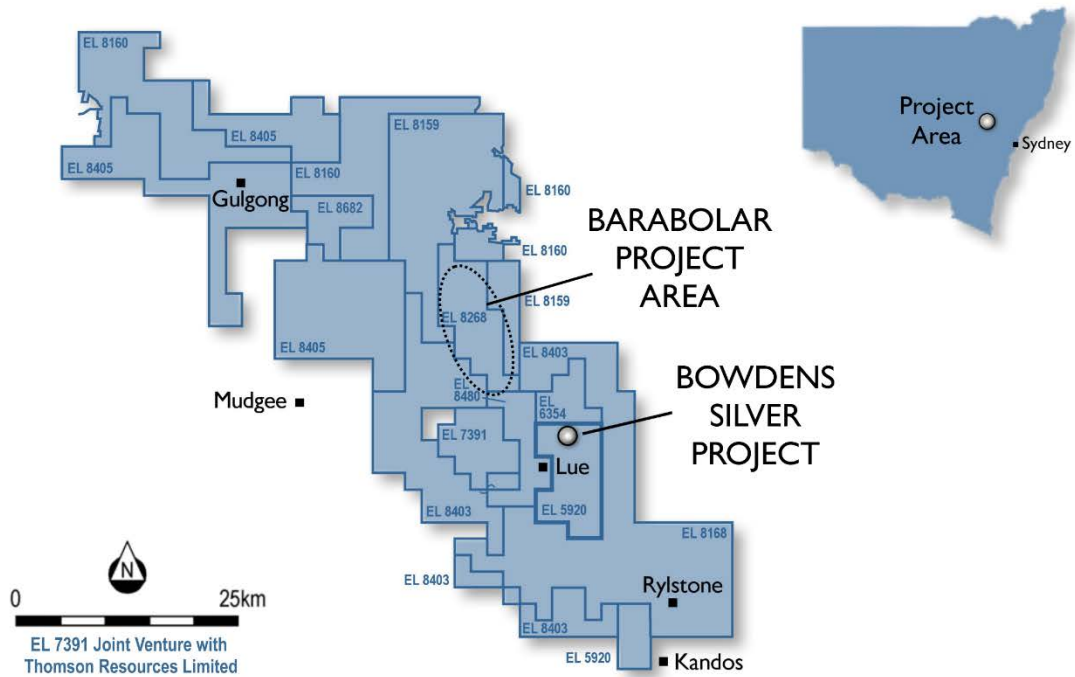 EL 8160
EL 8405
EL 8159
EL 8405
EL 8160
Gulgong
EL 8682
EL 8160
EL 8160
BARABOLAR
PROJECT
AREA
EL 8159
EL 8268
EL 8405
EL 8403
EL
8480
EL
6354
Mudgee
EL 7391
BOWDENS
SILVER
PROJECT
Lue
EL 8403
EL 5920
EL 8168
EL 8403
Rylstone
EL 8403
EL 5920
Kandos
Project
Area
Sydney
N
0 25km
EL 7391 Joint Venture with
Thomson Resources Limited